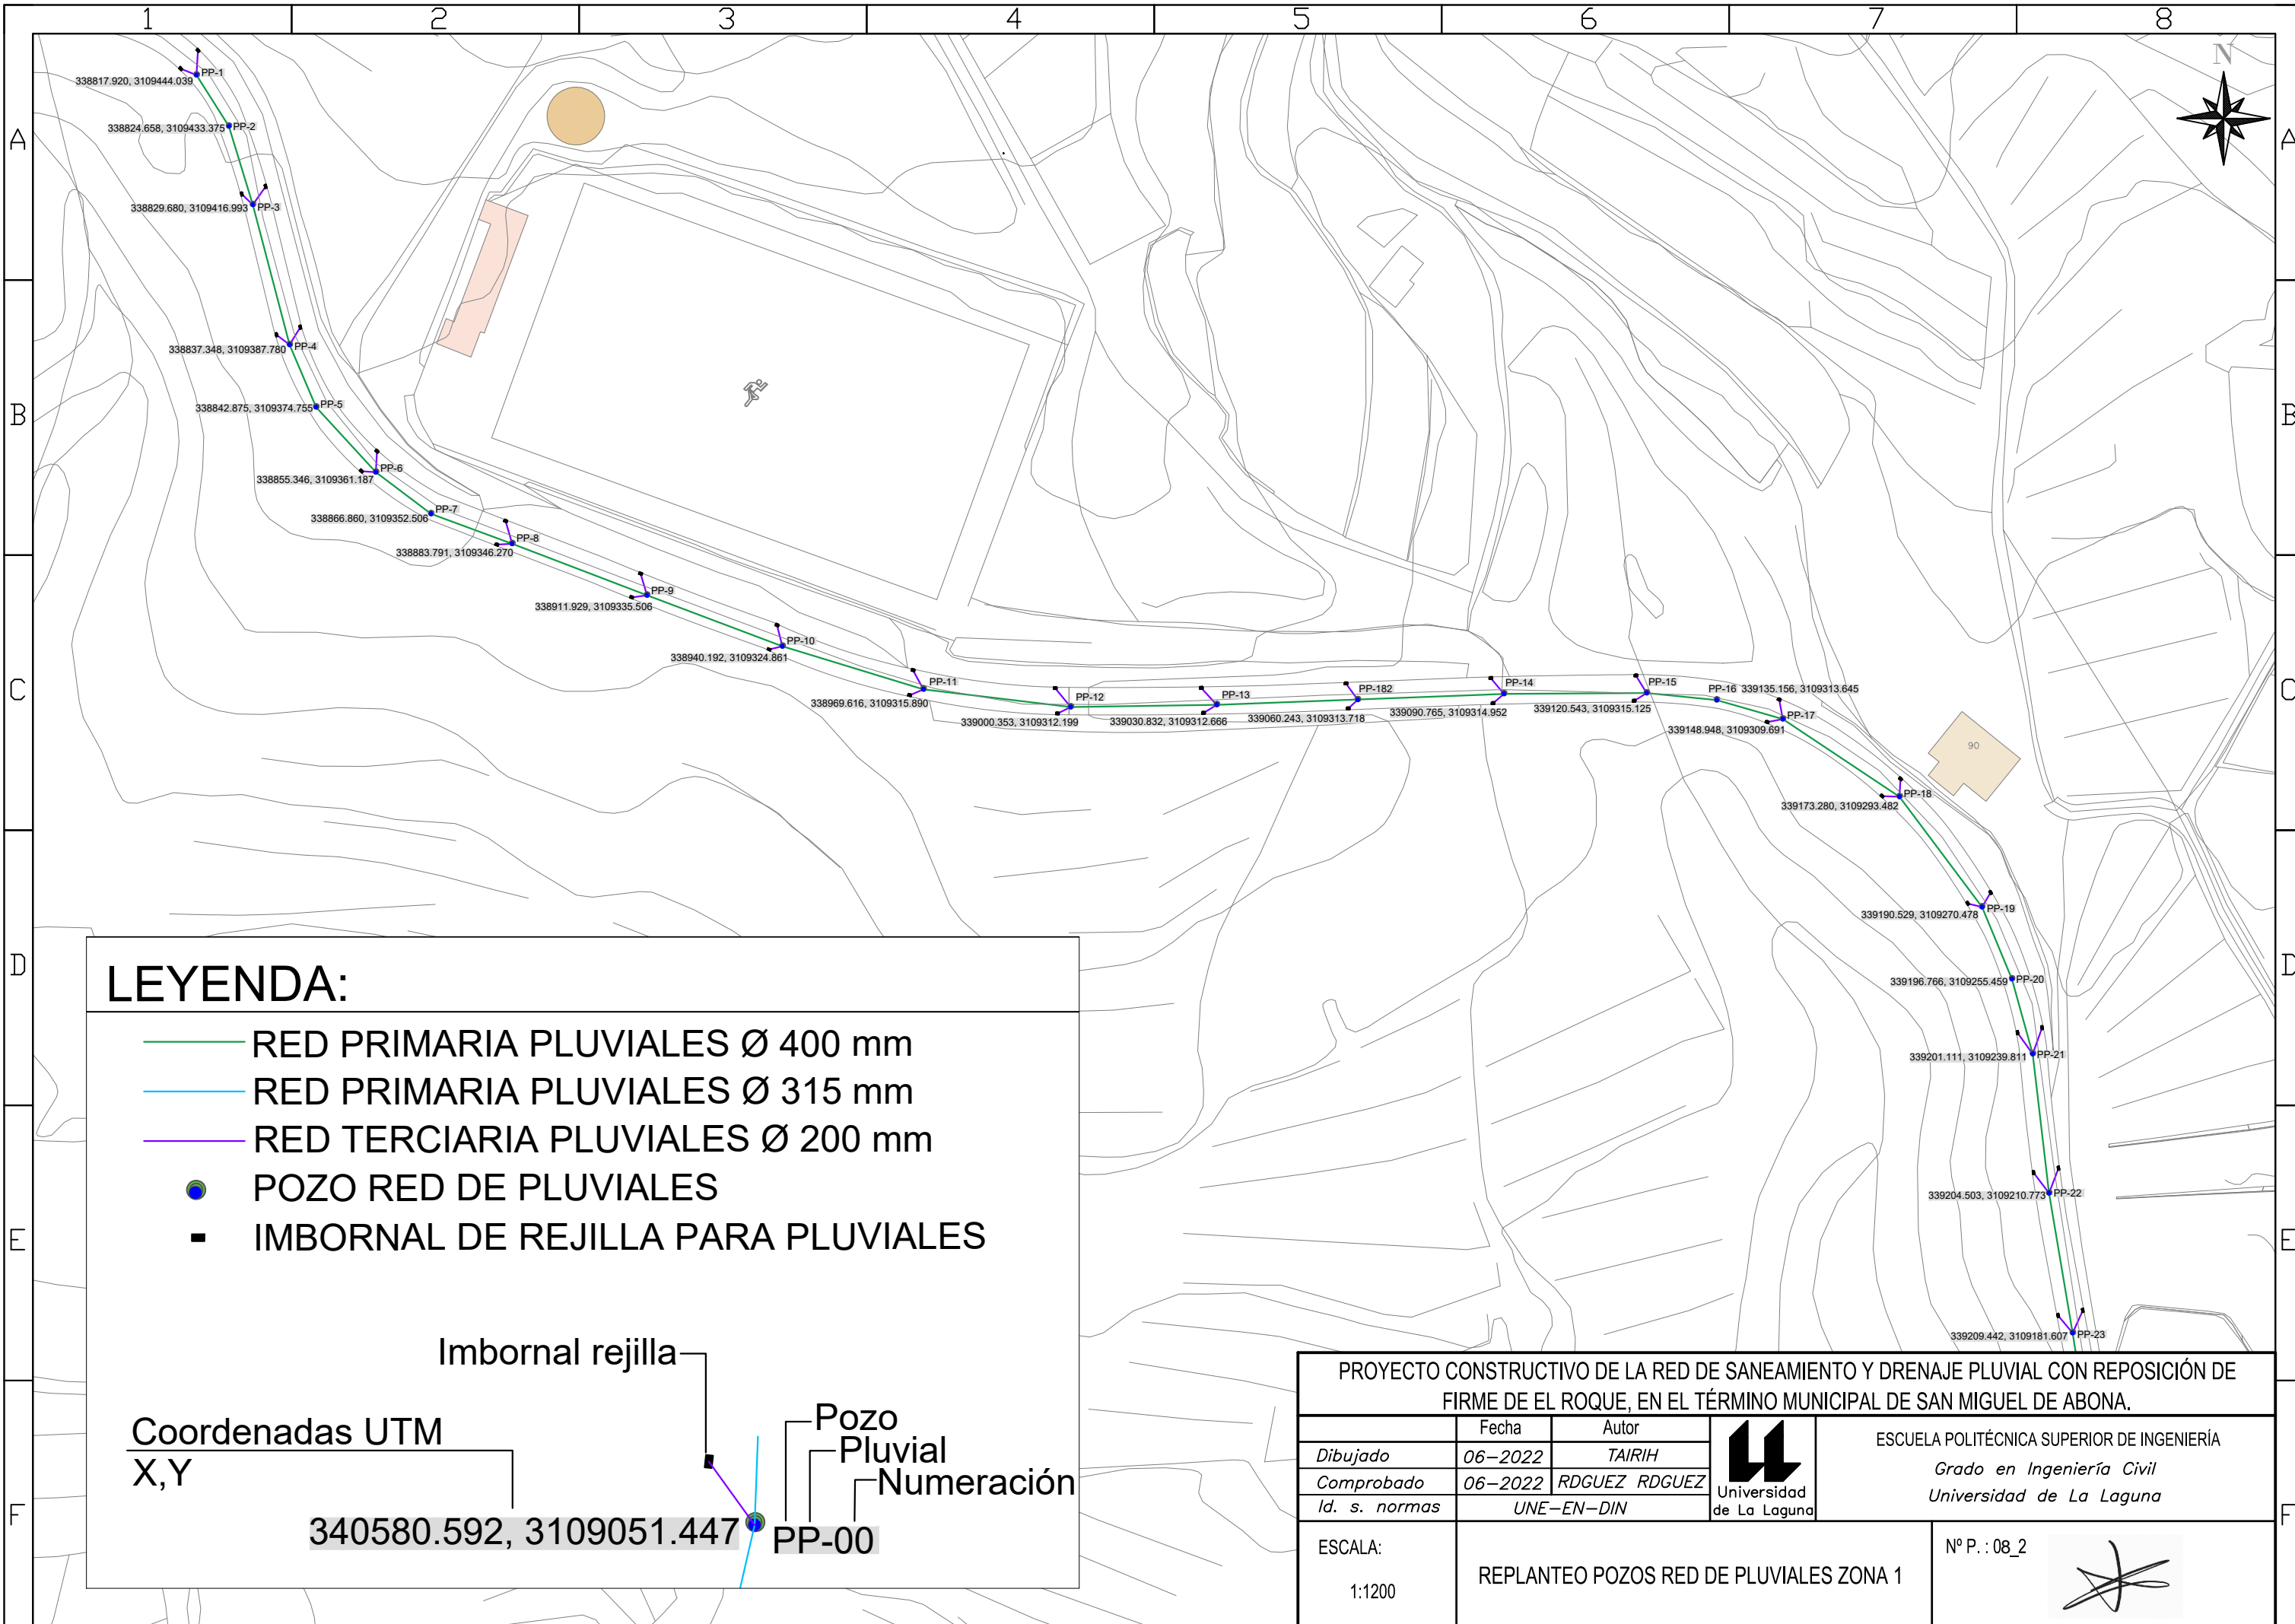 1 2 3 4 5 6 7 8
N
A A
B B
C C
D D
E E
F F
PP-1
338817.920, 3109444.039
338824.658, 3109433.375 PP-2
338829.680, 3109416.993 PP-3
338837.348, 3109387.780 PP-4
338842.875, 3109374.755 PP-5
PP-6
338855.346, 3109361.187
PP-7
338866.860, 3109352.506
PP-8
338883.791, 3109346.270
PP-9
338911.929, 3109335.506
PP-10
338940.192, 3109324.861
PP-11
338969.616, 3109315.890
PP-12
339000.353, 3109312.199
PP-13
339030.832, 3109312.666
PP-182
339060.243, 3109313.718
PP-14
339090.765, 3109314.952
PP-15
339120.543, 3109315.125
PP-16
339135.156, 3109313.645
PP-17
339148.948, 3109309.691
PP-18
339173.280, 3109293.482
PP-19
339190.529, 3109270.478
PP-20
339196.766, 3109255.459
PP-21
339201.111, 3109239.811
PP-22
339204.503, 3109210.773
PP-23
339209.442, 3109181.607
90
LEYENDA:
RED PRIMARIA PLUVIALES Ø 400 mm
RED PRIMARIA PLUVIALES Ø 315 mm
RED TERCIARIA PLUVIALES Ø 200 mm
POZO RED DE PLUVIALES
IMBORNAL DE REJILLA PARA PLUVIALES
Imbornal rejilla
Coordenadas UTM
X,Y
Pozo
Pluvial
Numeración
340580.592, 3109051.447 PP-00
PROYECTO CONSTRUCTIVO DE LA RED DE SANEAMIENTO Y DRENAJE PLUVIAL CON REPOSICIÓN DE
FIRME DE EL ROQUE, EN EL TÉRMINO MUNICIPAL DE SAN MIGUEL DE ABONA.
Fecha Autor
Dibujado 06-2022 TAIRIH
Comprobado 06-2022 RDGUEZ RDGUEZ
Id. s. normas UNE-EN-DIN
Universidad
de La Laguna
ESCUELA POLITÉCNICA SUPERIOR DE INGENIERÍA
Grado en Ingeniería Civil
Universidad de La Laguna
ESCALA:
1:1200
REPLANTEO POZOS RED DE PLUVIALES ZONA 1
Nº P. : 08_2